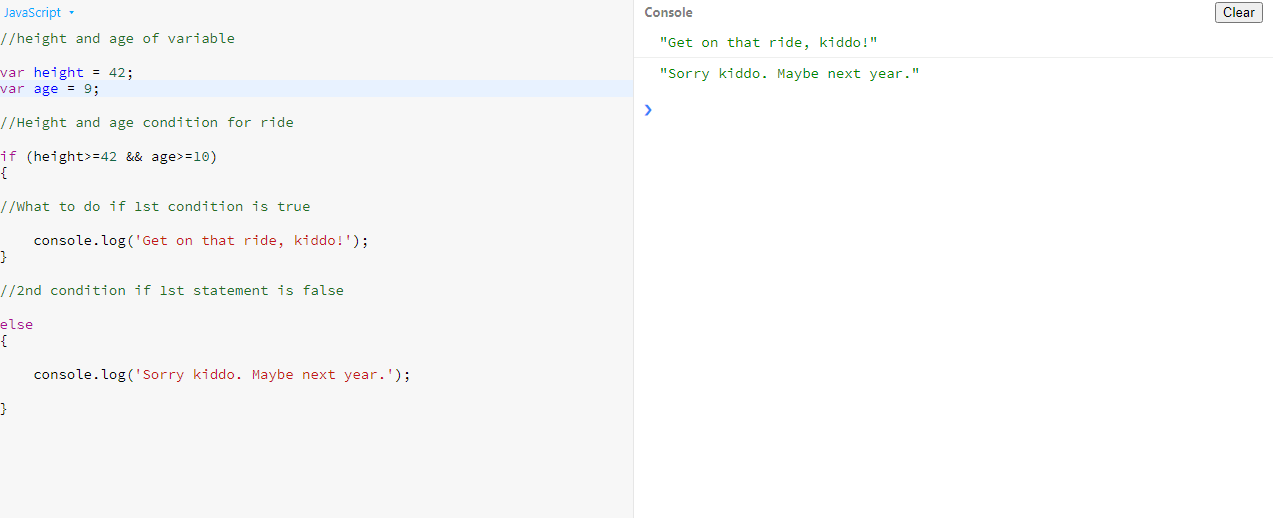 JavaScript
//height and age of variable
var height = 42;
var age = 9;
//Height and age condition for ride
if (height>=42 && age>=10)
{
//What to do if 1st condition is true
console.log('Get on that ride, kiddo!');
}
//2nd condition if 1st statement is false
else
{
console.log('Sorry kiddo. Maybe next year.');
}
Console
Clear
"Get on that ride, kiddo!"
"Sorry kiddo. Maybe next year."